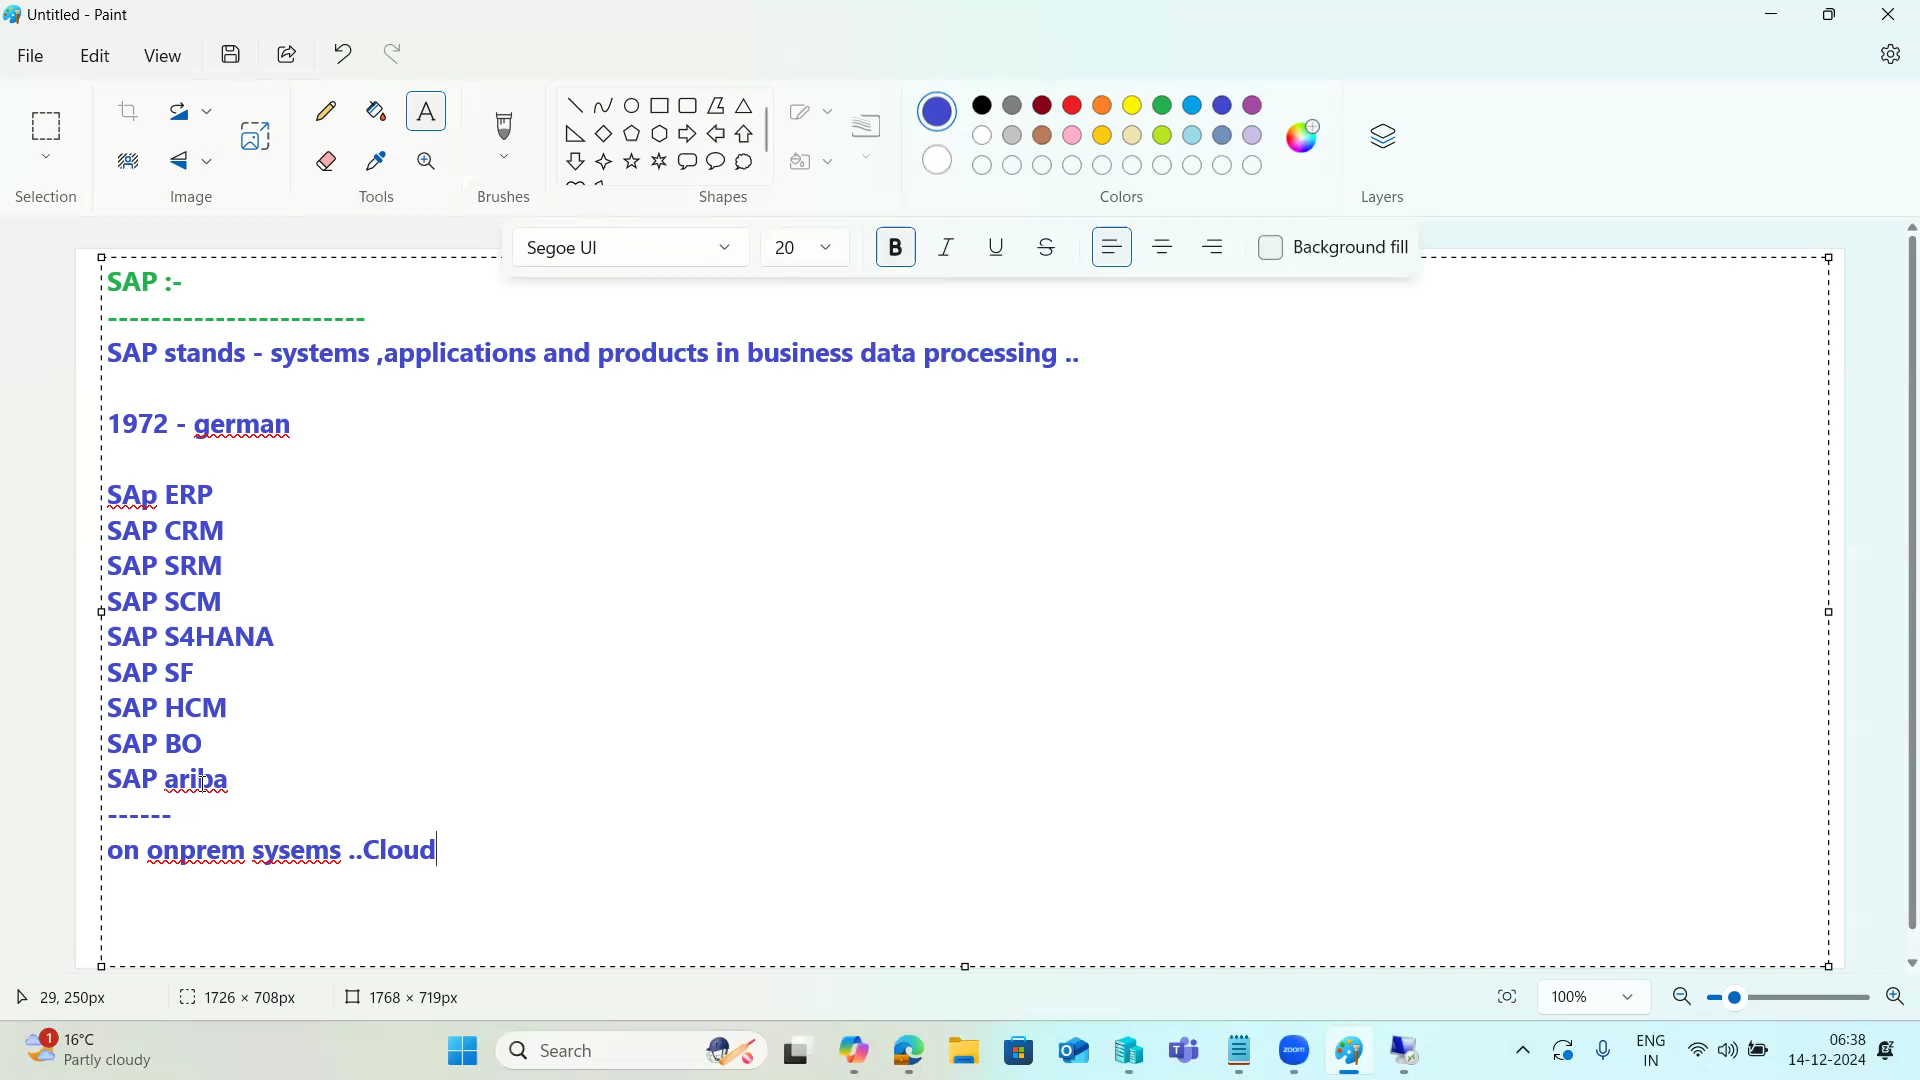 Untitled - Paint
File Edit View
Selection Image Tools Brushes Shapes Colors Layers
Segoe UI 20 B I U S Background fill
SAP :-
------------------------
SAP stands - systems ,applications and products in business data processing ..
1972 - german
SAp ERP
SAP CRM
SAP SRM
SAP SCM
SAP S4HANA
SAP SF
SAP HCM
SAP BO
SAP ariba
------
on onprem sysems ..Cloud
29, 250px 1726 × 708px 1768 × 719px 100%
1 16°C
Partly cloudy
Search
zoom
ENG
IN
06:38
14-12-2024